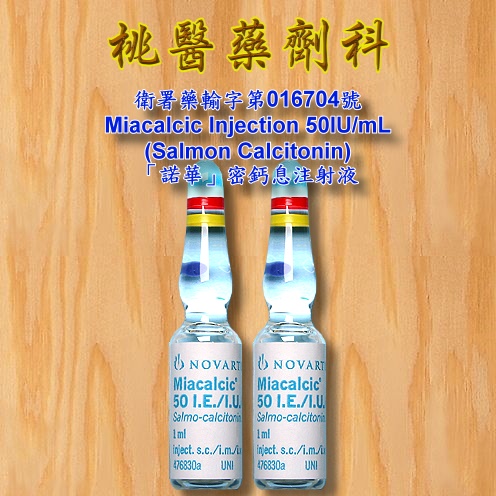 桃醫藥劑科
衛署藥輸字第016704號
Miacalcic Injection 50IU/mL
(Salmon Calcitonin)
「諾華」密鈣息注射液
NOVART
Miacalcic®
50 I.E./I.U.
Salmo-calcitonin
1 ml
inject. s.c./i.m./i.v
476830a UNI
NOVART
Miacalcic®
50 I.E./I.U.
Salmo-calcitonin
1 ml
inject. s.c./i.m./i.v
476830a UNI